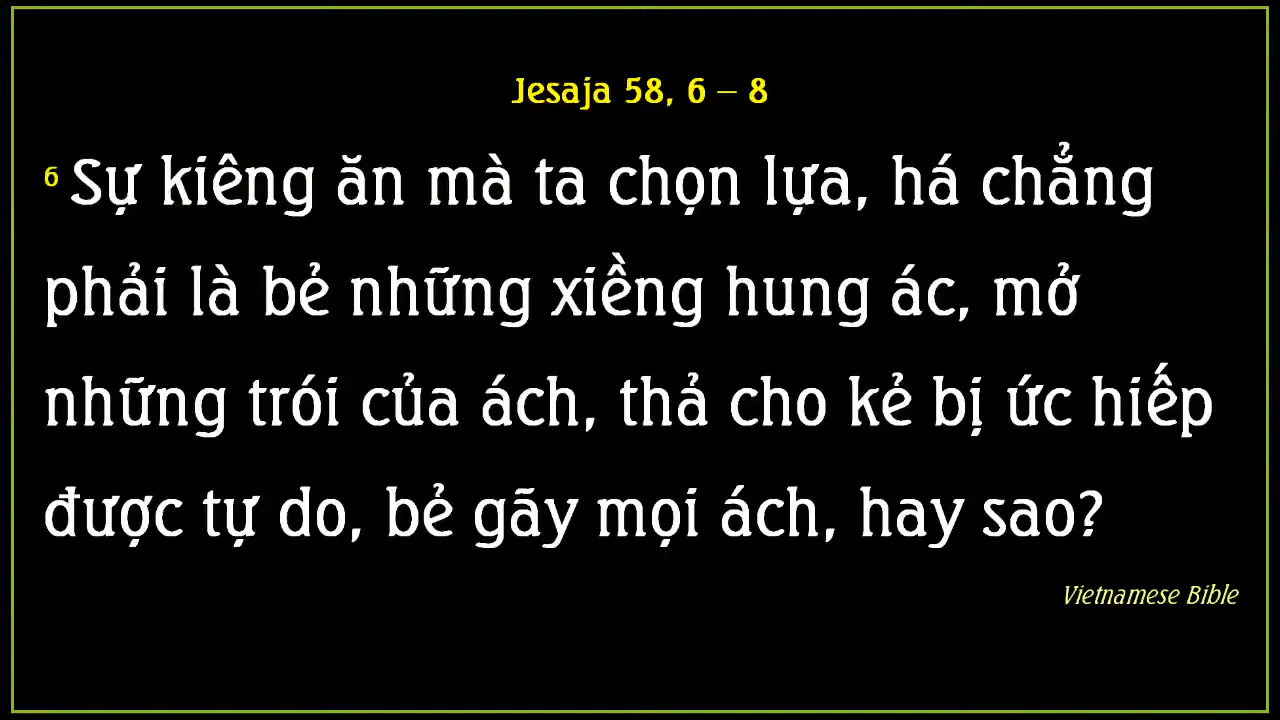 Jesaja 58, 6 – 8
6 Sự kiêng ăn mà ta chọn lựa, há chẳng
phải là bẻ những xiềng hung ác, mở
những trói của ách, thả cho kẻ bị ức hiếp
được tự do, bẻ gãy mọi ách, hay sao?
Vietnamese Bible